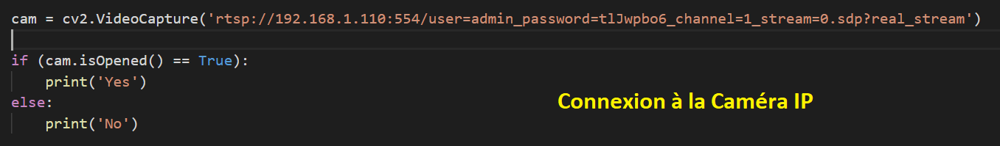 cam = cv2.VideoCapture('rtsp://192.168.1.110:554/user=admin_password=tlJwpbo6_channel=1_stream=0.sdp?real_stream')
if (cam.isOpened() == True):
    print('Yes')
else:
    print('No')
Connexion à la Caméra IP